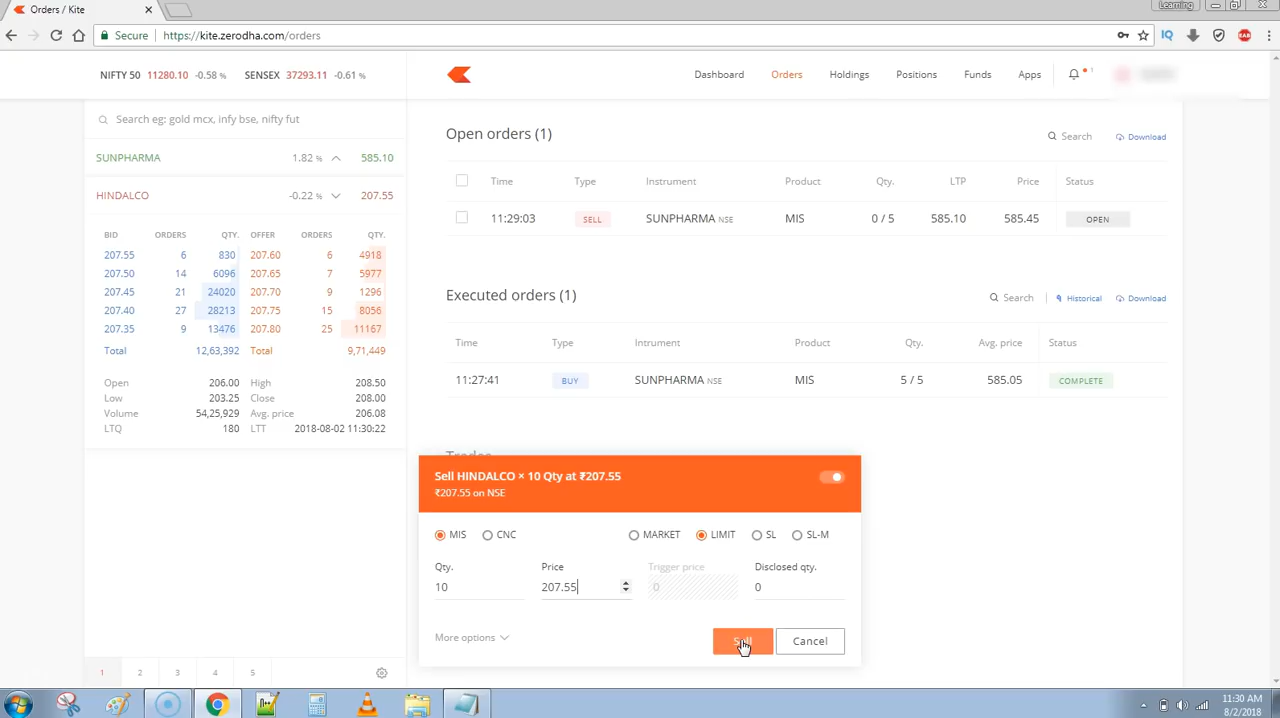 Orders / Kite
Learning
Secure https://kite.zerodha.com/orders
NIFTY 50 11280.10 -0.58 % SENSEX 37293.11 -0.61 %
Dashboard Orders Holdings Positions Funds Apps
Search eg: gold mcx, infy bse, nifty fut
SUNPHARMA 1.82 % 585.10
HINDALCO -0.22 % 207.55
BID ORDERS QTY. OFFER ORDERS QTY.
207.55 6 830 207.60 6 4918
207.50 14 6096 207.65 7 5977
207.45 21 24020 207.70 9 1296
207.40 27 28213 207.75 15 8056
207.35 9 13476 207.80 25 11167
Total 12,63,392 Total 9,71,449
Open 206.00 High 208.50
Low 203.25 Close 208.00
Volume 54,25,929 Avg. price 206.08
LTQ 180 LTT 2018-08-02 11:30:22
1 2 3 4 5
Open orders (1)
Search Download
Time Type Instrument Product Qty. LTP Price Status
11:29:03 SELL SUNPHARMA NSE MIS 0 / 5 585.10 585.45 OPEN
Executed orders (1)
Search Historical Download
Time Type Intrument Product Qty. Avg. price Status
11:27:41 BUY SUNPHARMA NSE MIS 5 / 5 585.05 COMPLETE
Trades
Sell HINDALCO × 10 Qty at ₹207.55
₹207.55 on NSE
MIS CNC MARKET LIMIT SL SL-M
Qty. Price Trigger price Disclosed qty.
10 207.55 0 0
More options Sell Cancel
11:30 AM
8/2/2018